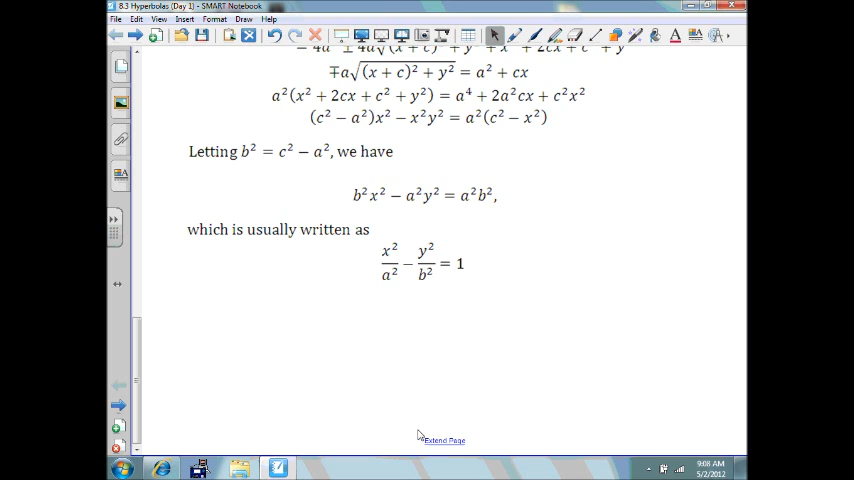 8.3 Hyperbolas (Day 1) - SMART Notebook
File Edit View Insert Format Draw Help
∓a√(x + c)² + y² = a² + cx
a²(x² + 2cx + c² + y²) = a⁴ + 2a²cx + c²x²
(c² − a²)x² − x²y² = a²(c² − x²)
Letting b² = c² − a², we have
b²x² − a²y² = a²b²,
which is usually written as
x²/a² − y²/b² = 1
Extend Page
9:08 AM
5/2/2012